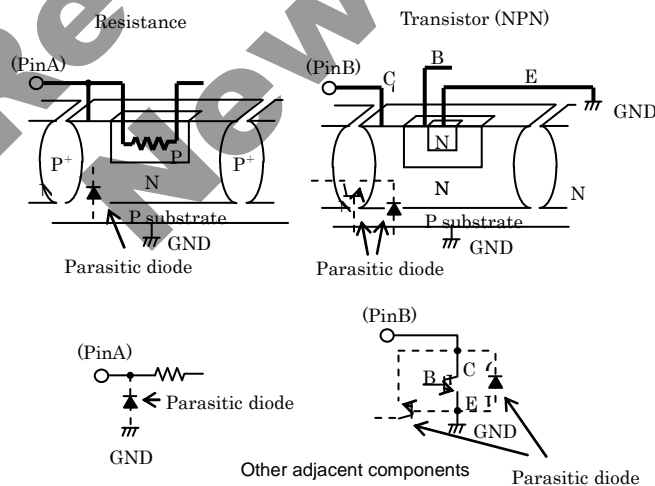 Resistance
Transistor (NPN)
(PinA)
(PinB)
C
B
E
GND
P+
P
P+
N
N
N
N
P substrate
GND
P substrate
GND
Parasitic diode
Parasitic diode
(PinA)
Parasitic diode
GND
(PinB)
C
B
E
GND
Other adjacent components
Parasitic diode
New